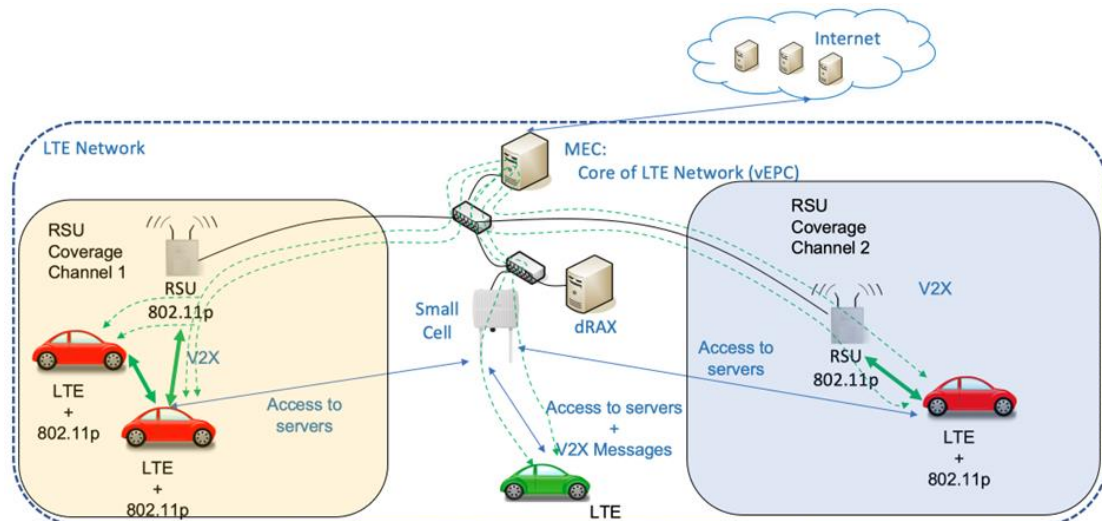 Internet
LTE Network
MEC:
Core of LTE Network (vEPC)
RSU
Coverage
Channel 1
RSU
802.11p
V2X
LTE
+
802.11p
LTE
+
802.11p
Access to
servers
Small
Cell
dRAX
Access to servers
+
V2X Messages
LTE
RSU
Coverage
Channel 2
V2X
RSU
802.11p
Access to
servers
LTE
+
802.11p